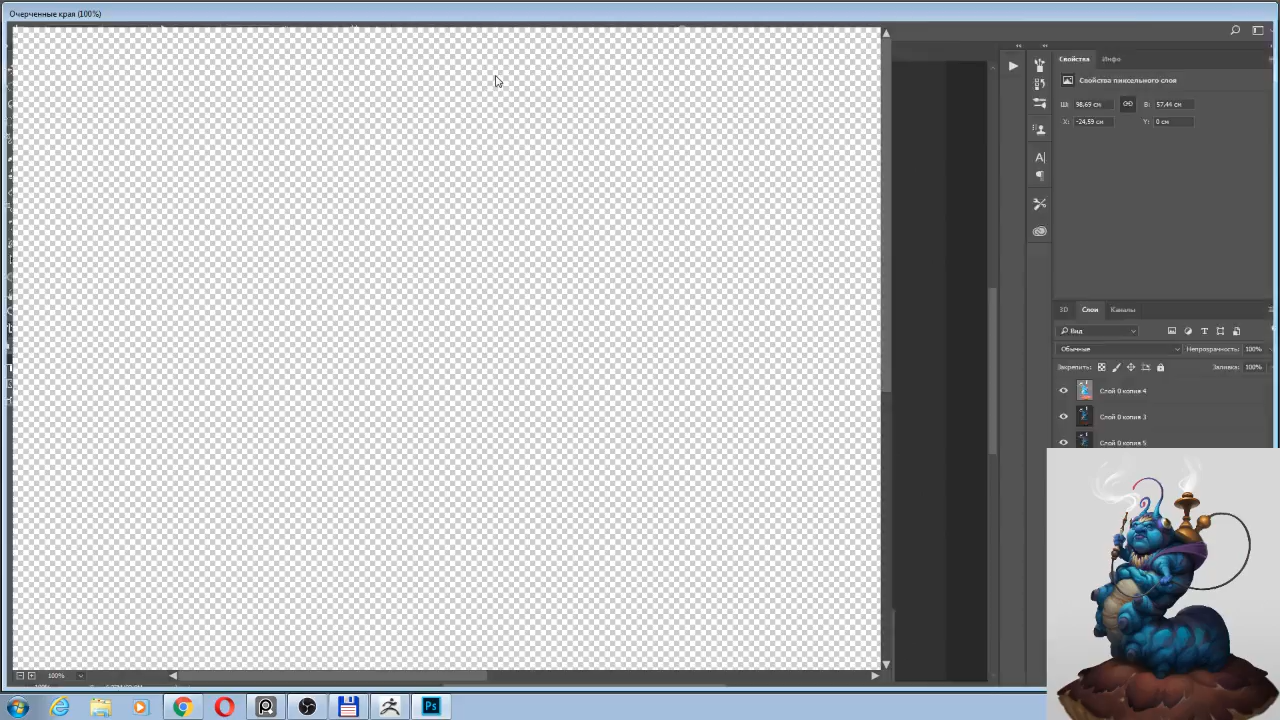 Очерченные края (100%)
Свойства Инфо
Свойства пиксельного слоя
Ш: 98.69 см В: 57.44 см
X: -24.59 см Y: 0 см
3D Слои Каналы
Вид
Обычные Непрозрачность: 100%
Закрепить: Заливка: 100%
Слой 0 копия 4
Слой 0 копия 3
Слой 0 копия 5
100%
Ps